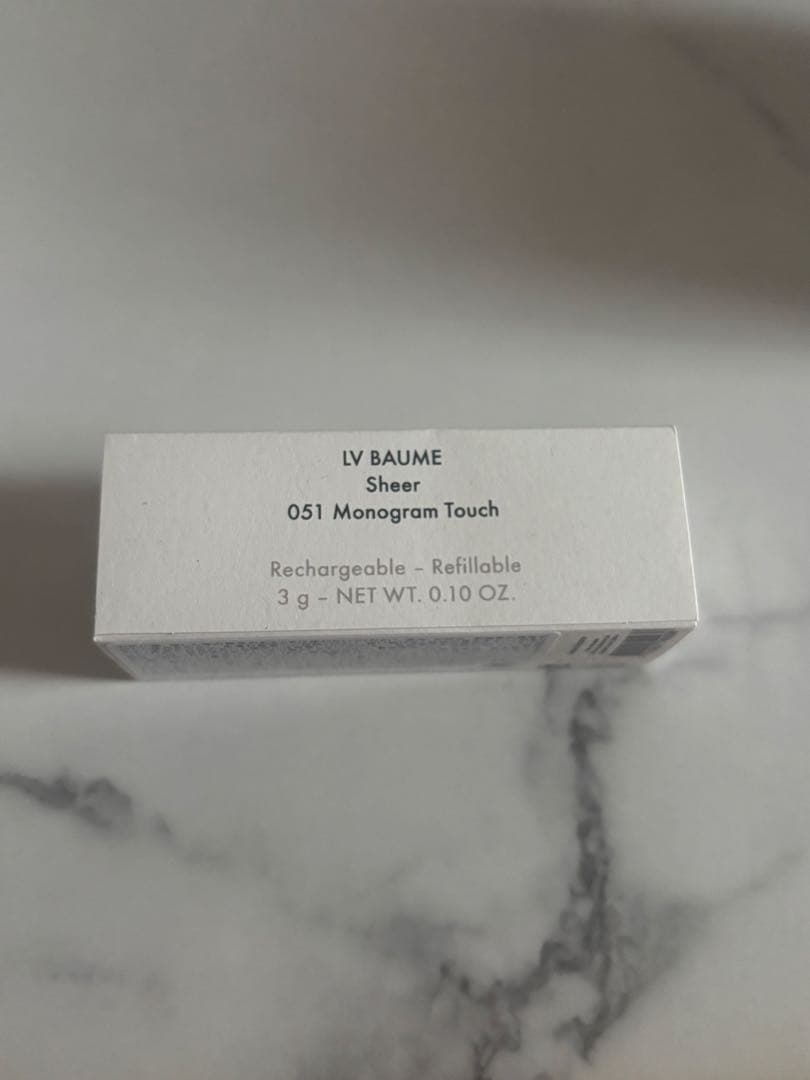 LV BAUME
Sheer
051 Monogram Touch
Rechargeable – Refillable
3 g – NET WT. 0.10 OZ.